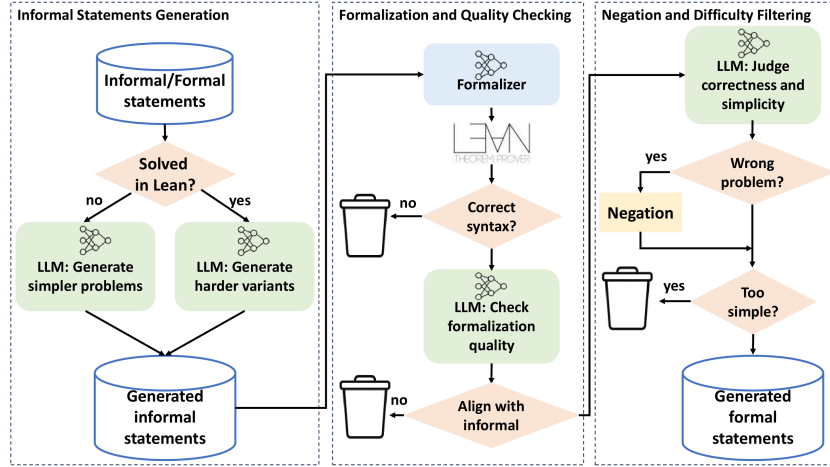 Informal Statements Generation
Informal/Formal
statements
Solved
in Lean?
no
yes
LLM: Generate
simpler problems
LLM: Generate
harder variants
Generated
informal
statements
Formalization and Quality Checking
Formalizer
LEAN
THEOREM PROVER
no
Correct
syntax?
LLM: Check
formalization
quality
no
Align with
informal
Negation and Difficulty Filtering
LLM: Judge
correctness and
simplicity
yes
Wrong
problem?
Negation
yes
Too
simple?
Generated
formal
statements